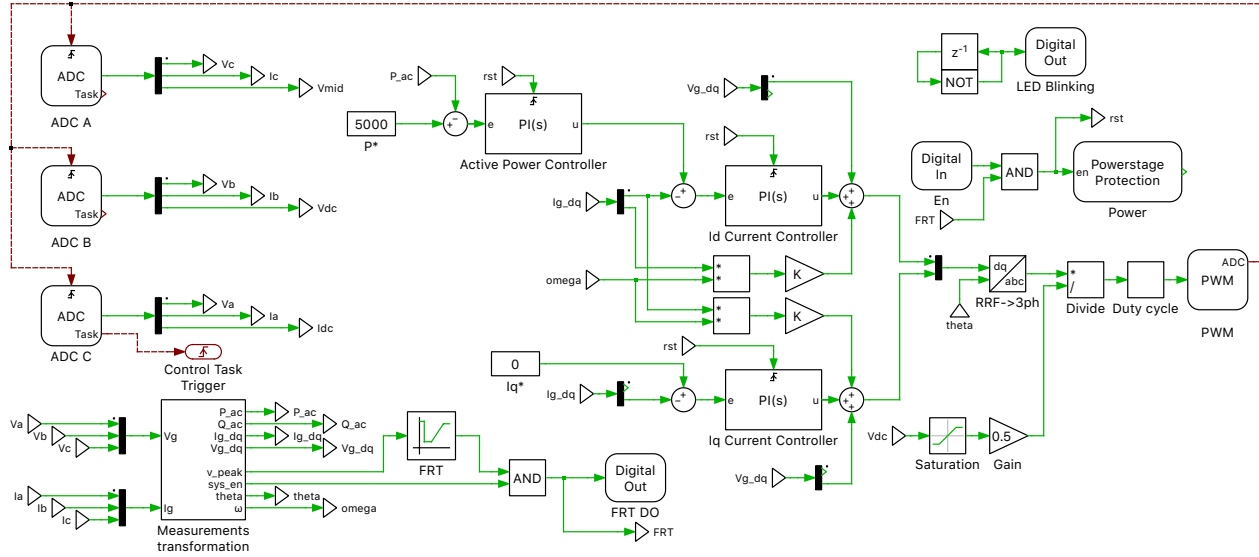 ADC
Task
ADC A
Vc
Ic
Vmid
ADC
Task
ADC B
Vb
Ib
Vdc
ADC
Task
ADC C
Va
Ia
Idc
Control Task
Trigger
P_ac
5000
P*
+
−
rst
e
PI(s)
u
Active Power Controller
Ig_dq
−
+
rst
e
PI(s)
u
Id Current Controller
Vg_dq
+
+
+
omega
*
*
K
*
*
K
0
Iq*
Ig_dq
−
+
rst
e
PI(s)
u
Iq Current Controller
+
+
+
Vg_dq
z⁻¹
NOT
Digital
Out
LED Blinking
Digital
In
En
FRT
AND
rst
en
Powerstage
Protection
Power
dq
abc
RRF->3ph
theta
*
/
Divide
Duty cycle
ADC
PWM
PWM
Vdc
Saturation
0.5
Gain
Va
Vb
Vc
Vg
Ia
Ib
Ic
Ig
P_ac
Q_ac
Ig_dq
Vg_dq
v_peak
sys_en
theta
ω
Measurements
transformation
P_ac
Q_ac
Ig_dq
Vg_dq
theta
omega
FRT
AND
Digital
Out
FRT DO
FRT